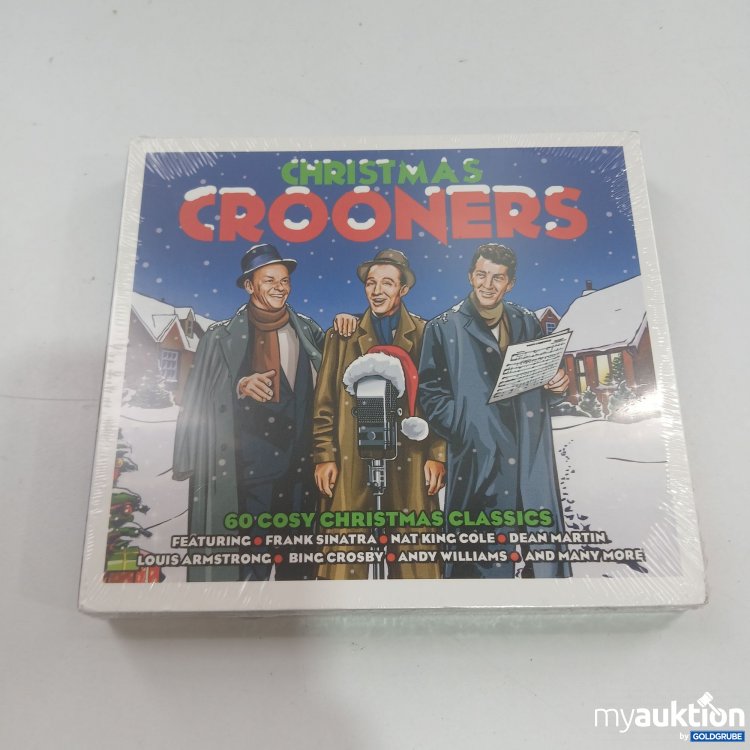 CHRISTMAS
CROONERS
60 COSY CHRISTMAS CLASSICS
FEATURING • FRANK SINATRA • NAT KING COLE • DEAN MARTIN
LOUIS ARMSTRONG • BING CROSBY • ANDY WILLIAMS • AND MANY MORE
myauktion
by GOLDGRUBE